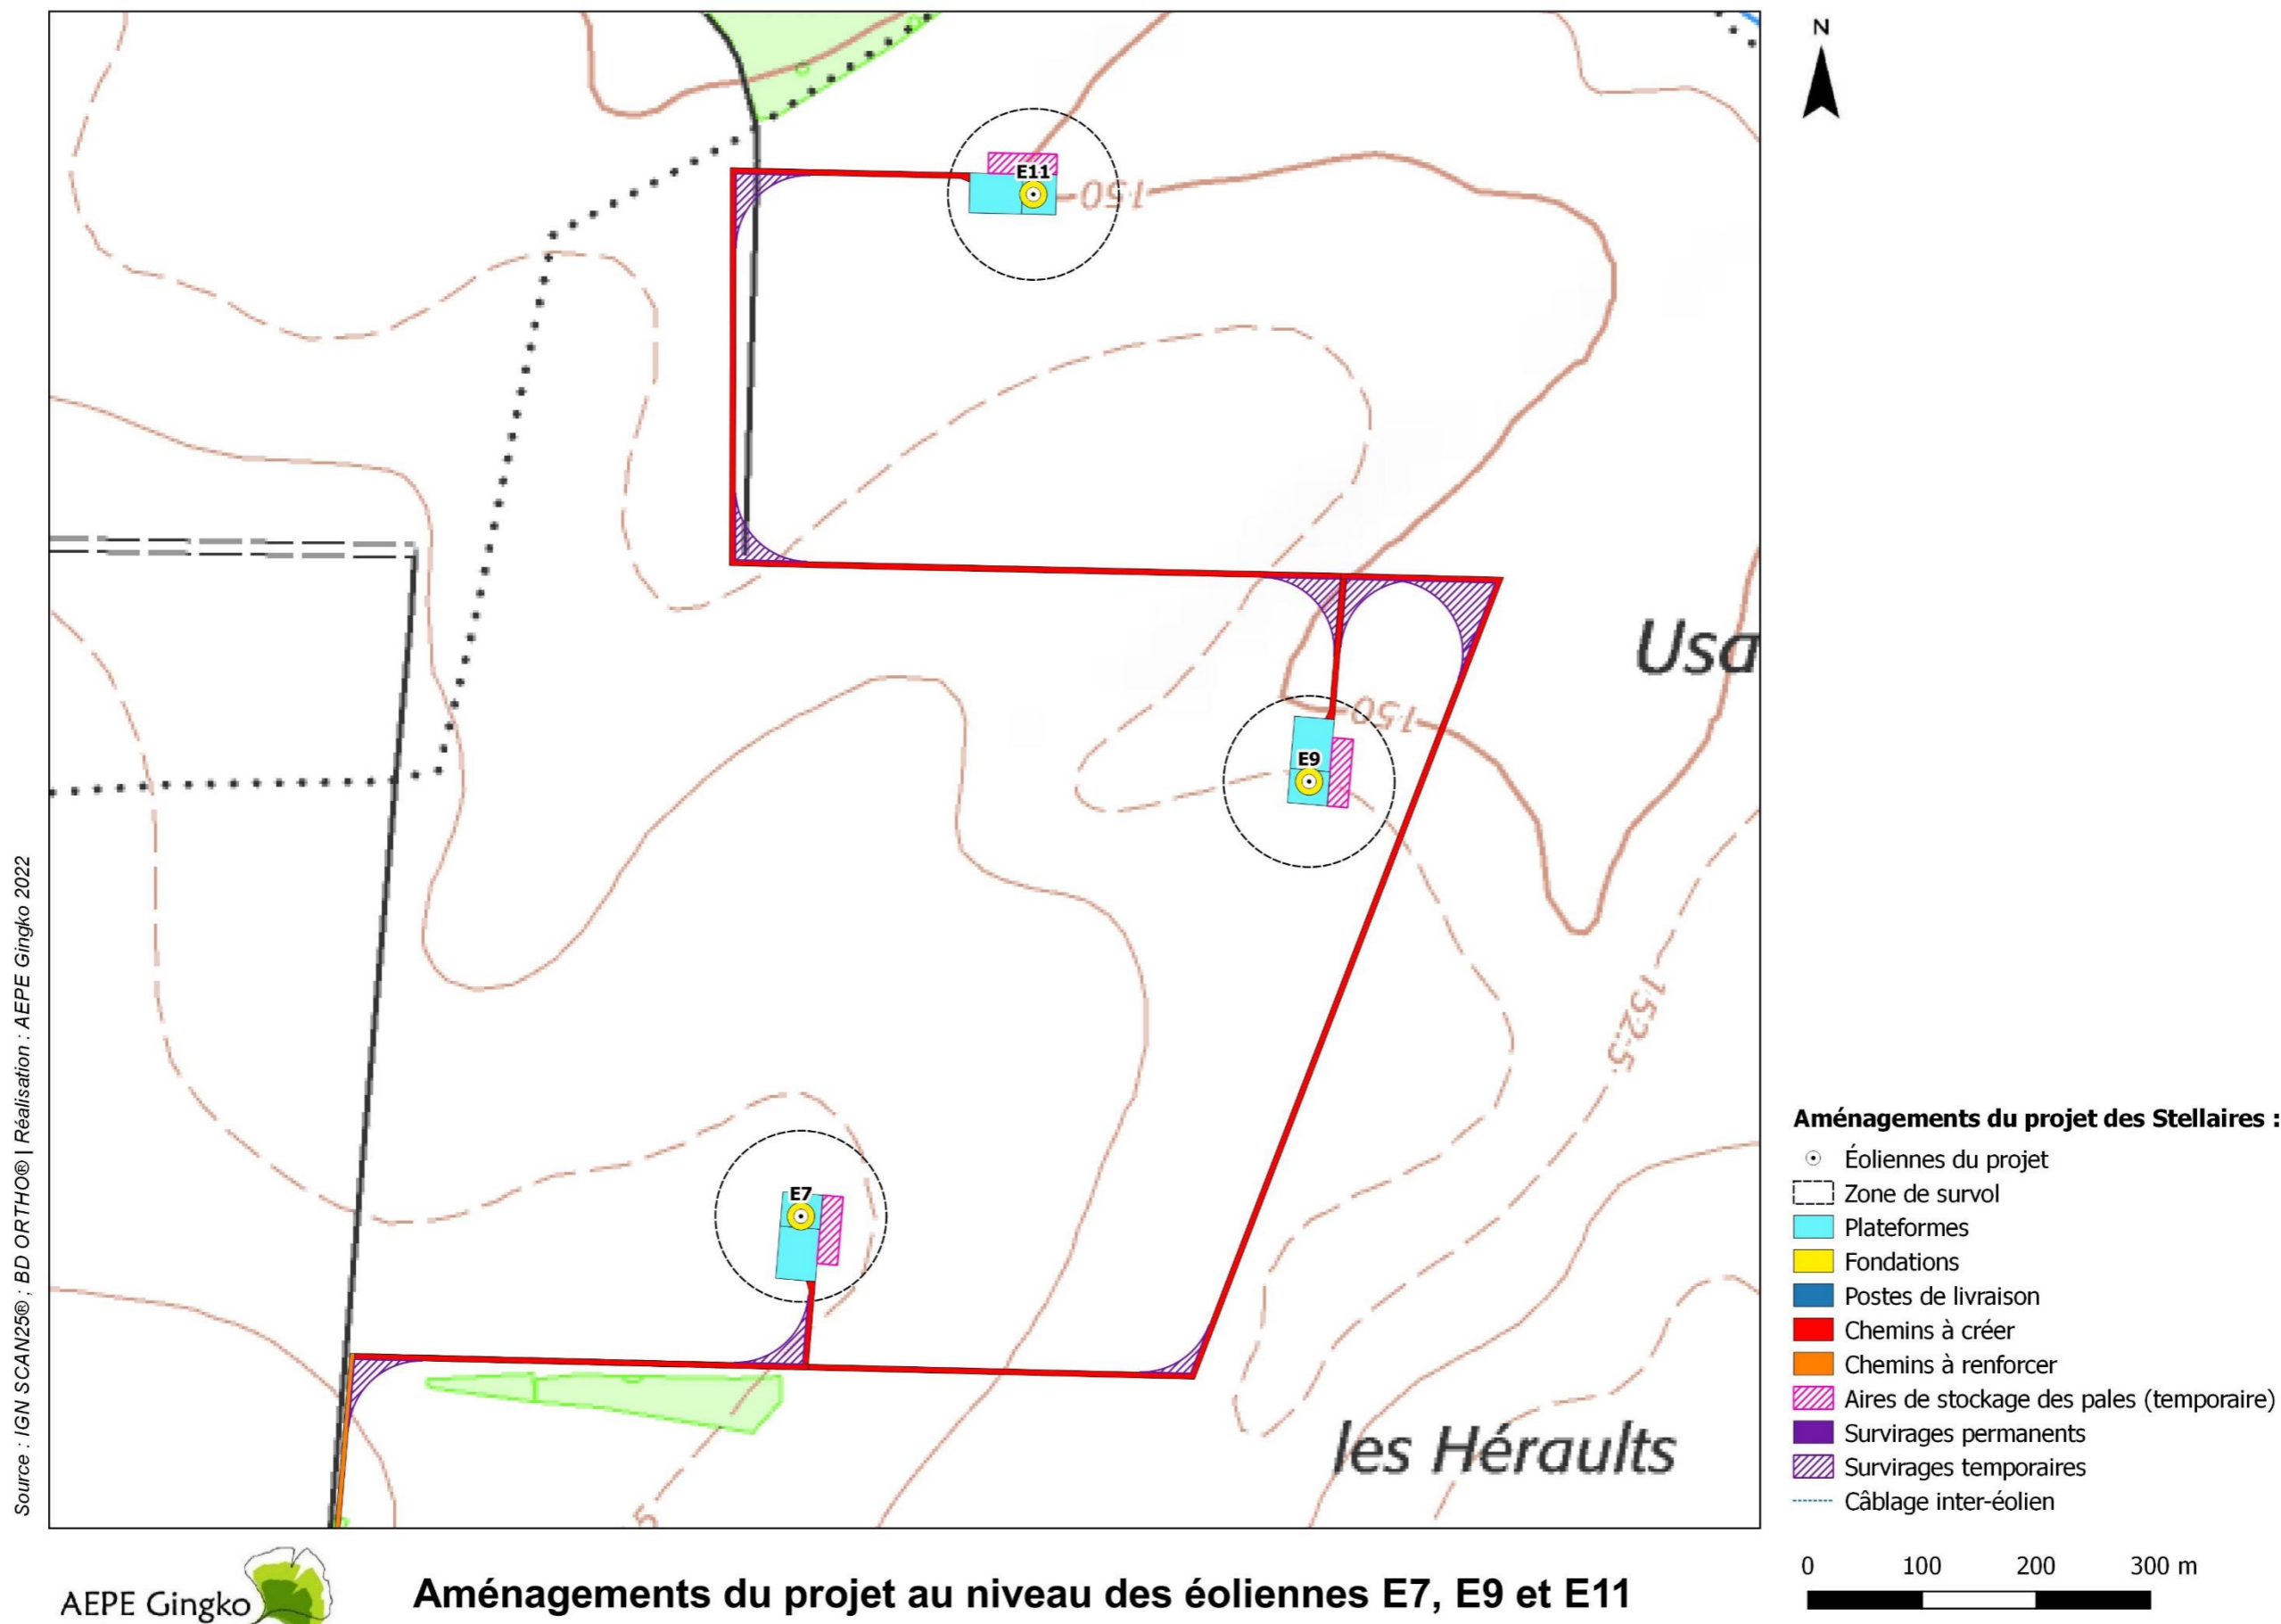 N
E11
150
Usa
150
E9
152.5
E7
les Héraults
5
Source : IGN SCAN25® ; BD ORTHO® | Réalisation : AEPE Gingko 2022
Aménagements du projet des Stellaires :
Éoliennes du projet
Zone de survol
Plateformes
Fondations
Postes de livraison
Chemins à créer
Chemins à renforcer
Aires de stockage des pales (temporaire)
Survirages permanents
Survirages temporaires
Câblage inter-éolien
0 100 200 300 m
AEPE Gingko
Aménagements du projet au niveau des éoliennes E7, E9 et E11